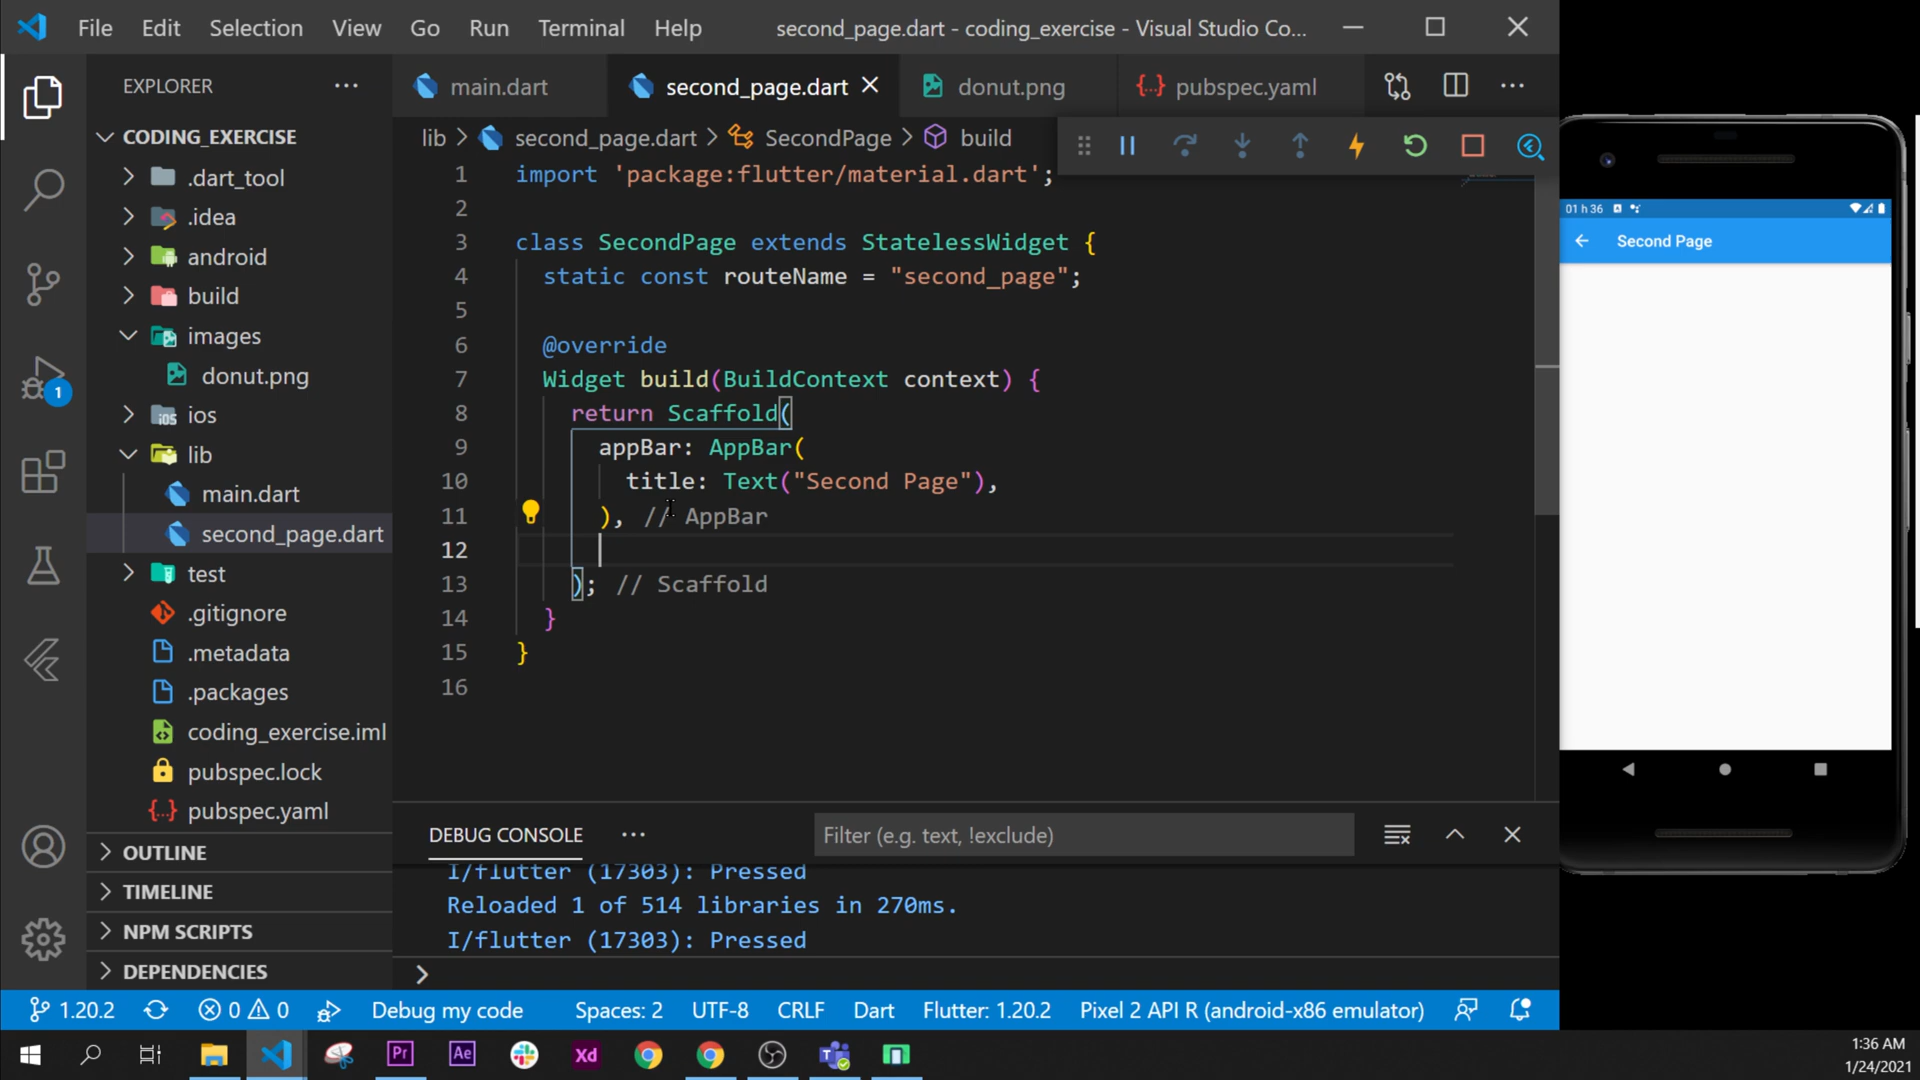 File Edit Selection View Go Run Terminal Help second_page.dart - coding_exercise - Visual Studio Co...
EXPLORER
main.dart second_page.dart donut.png pubspec.yaml
CODING_EXERCISE
.dart_tool
.idea
android
build
images
donut.png
ios
lib
main.dart
second_page.dart
test
.gitignore
.metadata
.packages
coding_exercise.iml
pubspec.lock
pubspec.yaml
OUTLINE
TIMELINE
NPM SCRIPTS
DEPENDENCIES
1
lib > second_page.dart > SecondPage > build
1 import 'package:flutter/material.dart';
2
3 class SecondPage extends StatelessWidget {
4 static const routeName = "second_page";
5
6 @override
7 Widget build(BuildContext context) {
8 return Scaffold(
9 appBar: AppBar(
10 title: Text("Second Page"),
11 ), // AppBar
12
13 ); // Scaffold
14 }
15 }
16
DEBUG CONSOLE Filter (e.g. text, !exclude)
I/flutter (17303): Pressed
Reloaded 1 of 514 libraries in 270ms.
I/flutter (17303): Pressed
>
01 h 36
Second Page
1.20.2 0 0 Debug my code Spaces: 2 UTF-8 CRLF Dart Flutter: 1.20.2 Pixel 2 API R (android-x86 emulator)
Pr Ae Xd
1:36 AM
1/24/2021